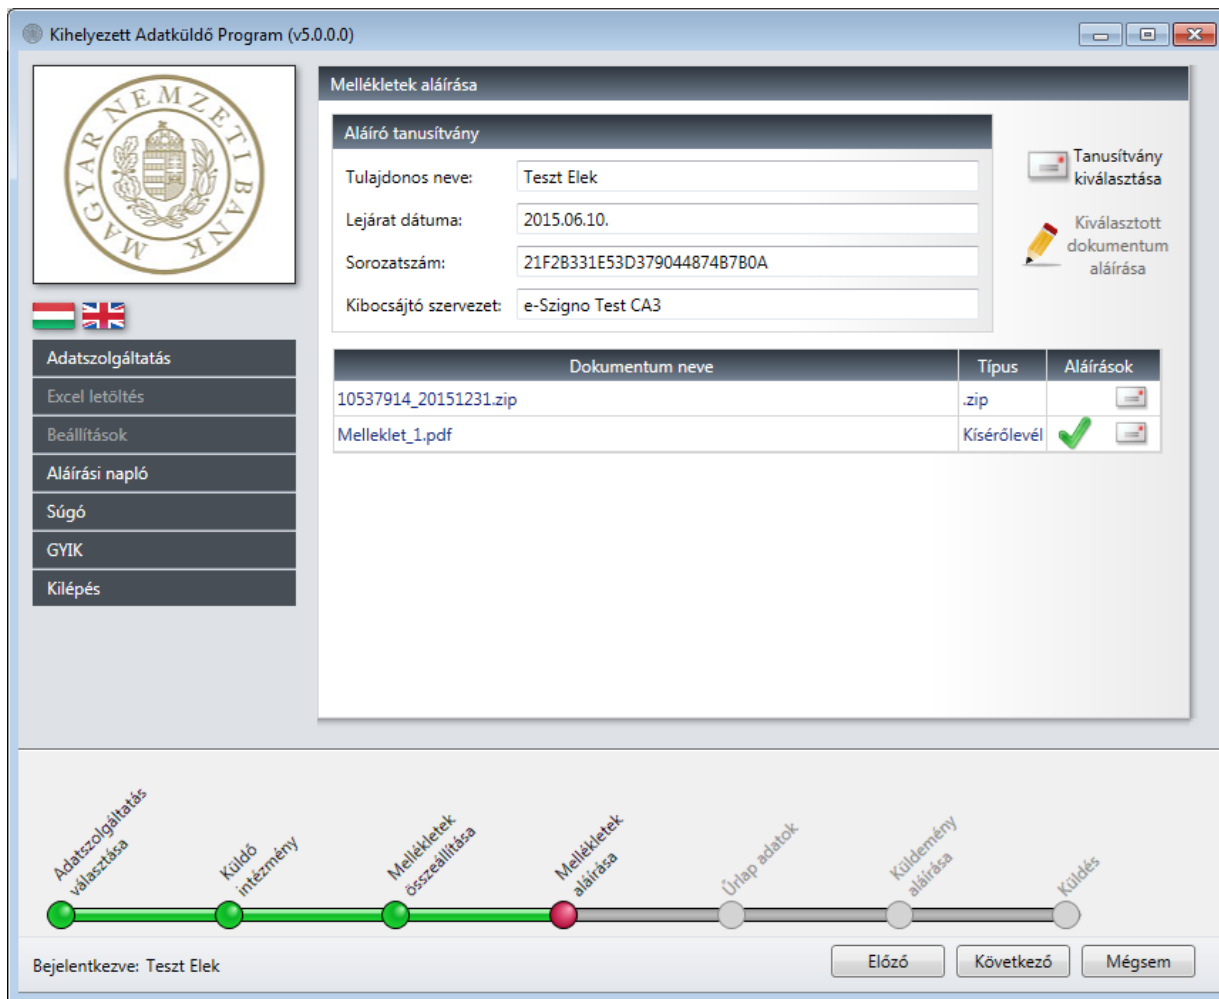 Kihelyezett Adatküldő Program (v5.0.0.0)
MAGYAR NEMZETI BANK
Adatszolgáltatás
Excel letöltés
Beállítások
Aláírási napló
Súgó
GYIK
Kilépés
Mellékletek aláírása
Aláíró tanusítvány
Tulajdonos neve: Teszt Elek
Lejárat dátuma: 2015.06.10.
Sorozatszám: 21F2B331E53D379044874B7B0A
Kibocsájtó szervezet: e-Szigno Test CA3
Tanusítvány
kiválasztása
Kiválasztott
dokumentum
aláírása
Dokumentum neve Típus Aláírások
10537914_20151231.zip .zip
Melleklet_1.pdf Kísérőlevél
Adatszolgáltatás
választása
Küldő
intézmény
Mellékletek
összeállítása
Mellékletek
aláírása
Űrlap adatok
Küldemény
aláírása
Küldés
Bejelentkezve: Teszt Elek
Előző Következő Mégsem